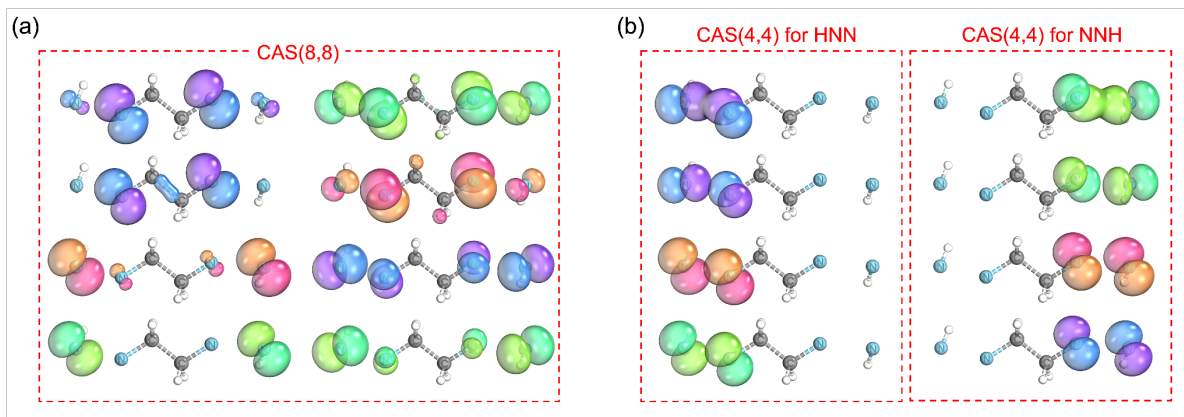 (a)
CAS(8,8)
(b)
CAS(4,4) for HNN
CAS(4,4) for NNH